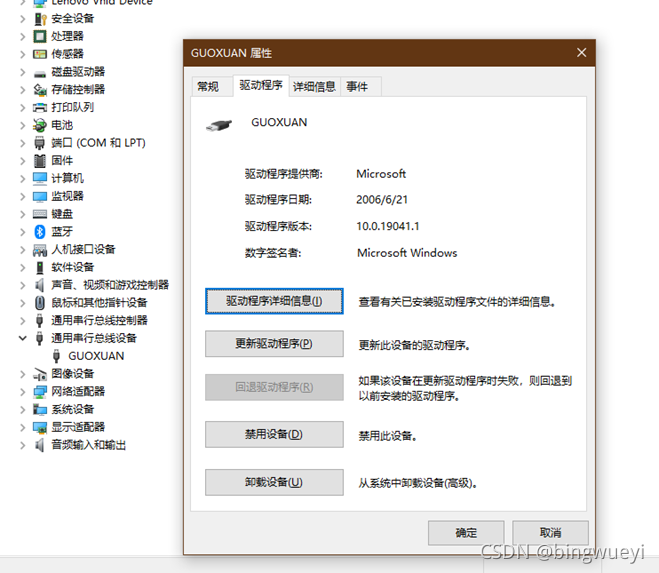 Lenovo Vhid Device
安全设备
处理器
传感器
磁盘驱动器
存储控制器
打印队列
电池
端口 (COM 和 LPT)
固件
计算机
监视器
键盘
蓝牙
人机接口设备
软件设备
声音、视频和游戏控制器
鼠标和其他指针设备
通用串行总线控制器
通用串行总线设备
GUOXUAN
图像设备
网络适配器
系统设备
显示适配器
音频输入和输出
GUOXUAN 属性
常规
驱动程序
详细信息
事件
GUOXUAN
驱动程序提供商: Microsoft
驱动程序日期: 2006/6/21
驱动程序版本: 10.0.19041.1
数字签名者: Microsoft Windows
驱动程序详细信息(I) 查看有关已安装驱动程序文件的详细信息。
更新驱动程序(P) 更新此设备的驱动程序。
回退驱动程序(R) 如果该设备在更新驱动程序时失败，则回退到
以前安装的驱动程序。
禁用设备(D) 禁用此设备。
卸载设备(U) 从系统中卸载设备(高级)。
确定
取消
CSDN @bingwueyi